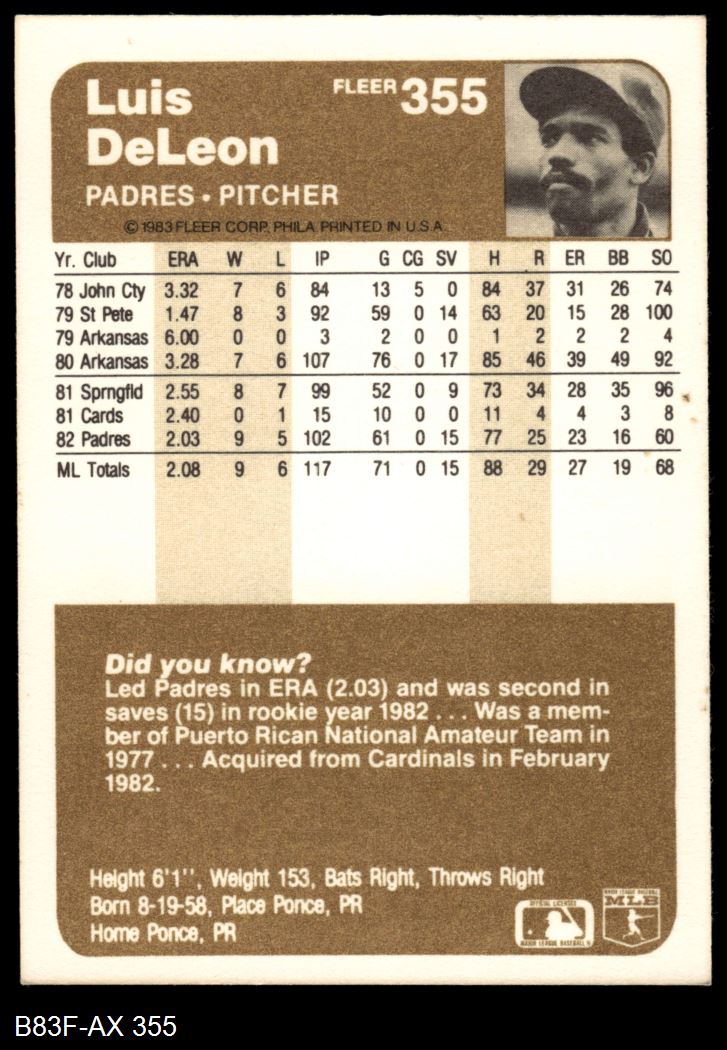 Luis
DeLeon
FLEER 355
PADRES • PITCHER
© 1983 FLEER CORP. PHILA. PRINTED IN U.S.A.
Yr. Club ERA W L IP G CG SV H R ER BB SO
78 John Cty 3.32 7 6 84 13 5 0 84 37 31 26 74
79 St Pete 1.47 8 3 92 59 0 14 63 20 15 28 100
79 Arkansas 6.00 0 0 3 2 0 0 1 2 2 2 4
80 Arkansas 3.28 7 6 107 76 0 17 85 46 39 49 92
81 Sprngfld 2.55 8 7 99 52 0 9 73 34 28 35 96
81 Cards 2.40 0 1 15 10 0 0 11 4 4 3 8
82 Padres 2.03 9 5 102 61 0 15 77 25 23 16 60
ML Totals 2.08 9 6 117 71 0 15 88 29 27 19 68
Did you know?
Led Padres in ERA (2.03) and was second in
saves (15) in rookie year 1982 . . . Was a mem-
ber of Puerto Rican National Amateur Team in
1977 . . . Acquired from Cardinals in February
1982.
Height 6'1'', Weight 153, Bats Right, Throws Right
Born 8-19-58, Place Ponce, PR
Home Ponce, PR
OFFICIAL LICENSEE
MAJOR LEAGUE BASEBALL
MAJOR LEAGUE BASEBALL
MLB
B83F-AX 355